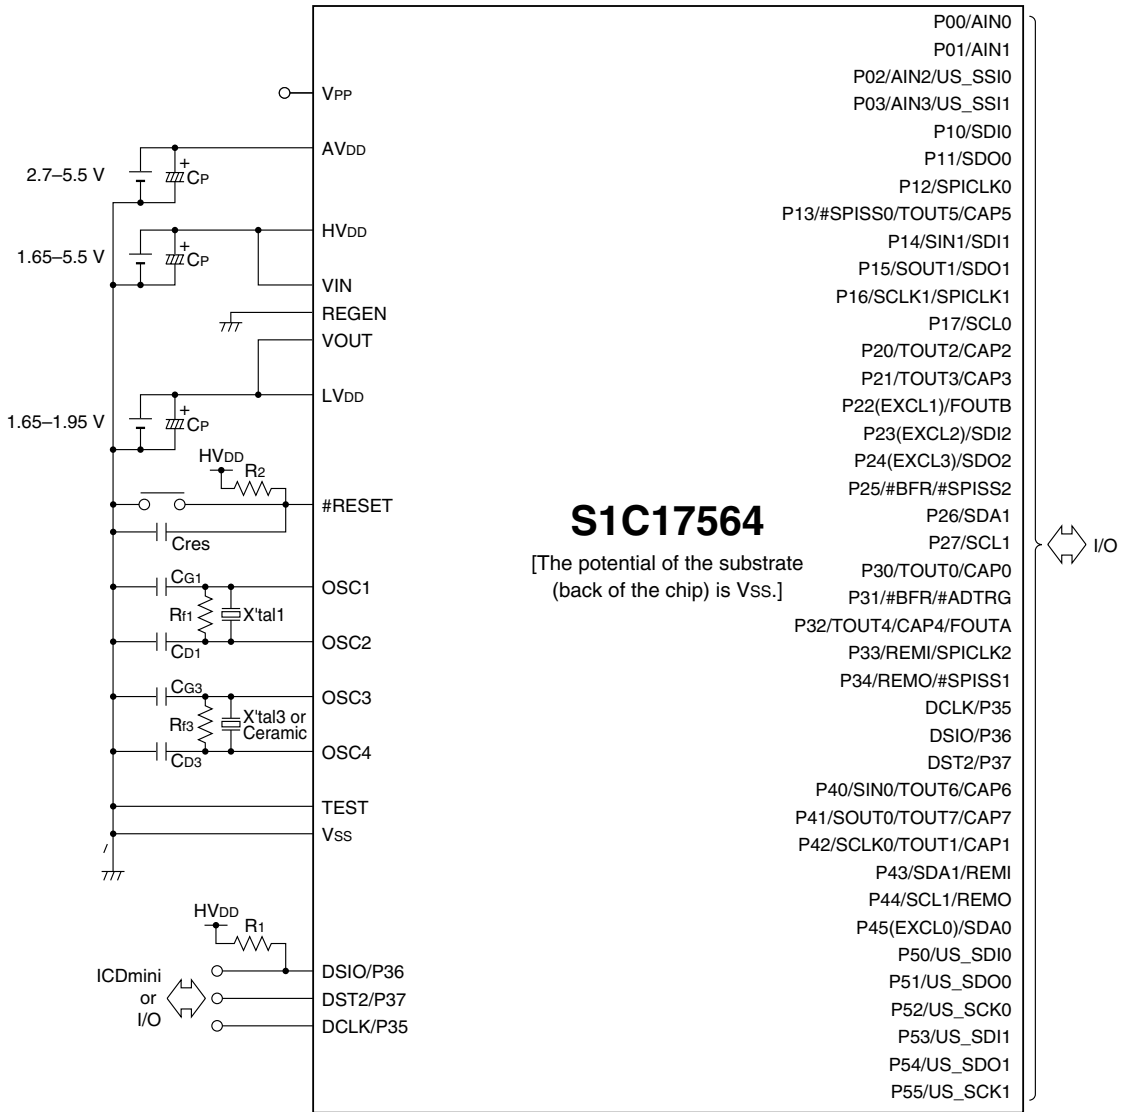 VPP
AVDD
2.7–5.5 V
+
CP
HVDD
1.65–5.5 V
+
CP
VIN
REGEN
VOUT
LVDD
1.65–1.95 V
+
CP
HVDD
R2
#RESET
Cres
CG1
OSC1
Rf1
X'tal1
CD1
OSC2
CG3
OSC3
Rf3
X'tal3 or
Ceramic
CD3
OSC4
TEST
VSS
HVDD
R1
ICDmini
or
I/O
DSIO/P36
DST2/P37
DCLK/P35
S1C17564
[The potential of the substrate
(back of the chip) is VSS.]
P00/AIN0
P01/AIN1
P02/AIN2/US_SSI0
P03/AIN3/US_SSI1
P10/SDI0
P11/SDO0
P12/SPICLK0
P13/#SPISS0/TOUT5/CAP5
P14/SIN1/SDI1
P15/SOUT1/SDO1
P16/SCLK1/SPICLK1
P17/SCL0
P20/TOUT2/CAP2
P21/TOUT3/CAP3
P22(EXCL1)/FOUTB
P23(EXCL2)/SDI2
P24(EXCL3)/SDO2
P25/#BFR/#SPISS2
P26/SDA1
P27/SCL1
P30/TOUT0/CAP0
P31/#BFR/#ADTRG
P32/TOUT4/CAP4/FOUTA
P33/REMI/SPICLK2
P34/REMO/#SPISS1
DCLK/P35
DSIO/P36
DST2/P37
P40/SIN0/TOUT6/CAP6
P41/SOUT0/TOUT7/CAP7
P42/SCLK0/TOUT1/CAP1
P43/SDA1/REMI
P44/SCL1/REMO
P45(EXCL0)/SDA0
P50/US_SDI0
P51/US_SDO0
P52/US_SCK0
P53/US_SDI1
P54/US_SDO1
P55/US_SCK1
I/O